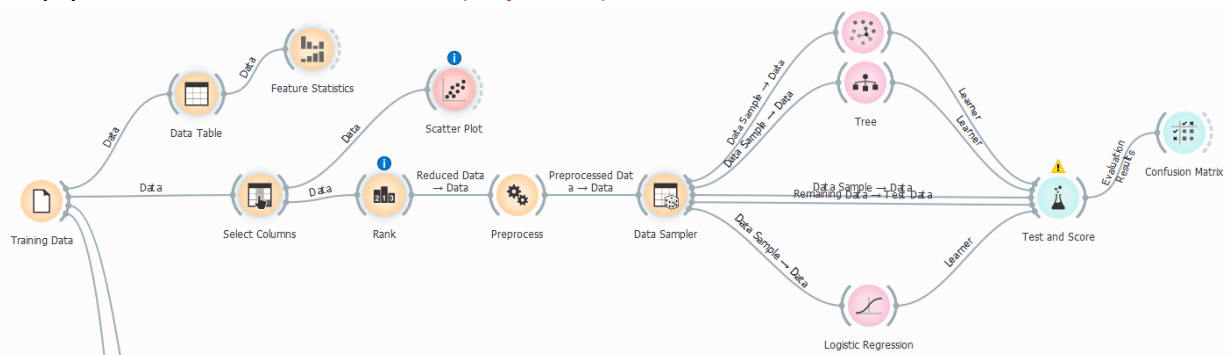 Data
Feature Statistics
Data
Data Table
Data
Scatter Plot
Data
Data
Training Data
Select Columns
Rank
Reduced Data
→ Data
Preprocess
Preprocessed Dat
a → Data
Data Sampler
Data Sample → Data
Data Sample → Data
Tree
Learner
Learner
Data Sample → Data
Remaining Data → Test Data
Data Sample → Data
Learner
Logistic Regression
Test and Score
Evaluation
Results
Confusion Matrix